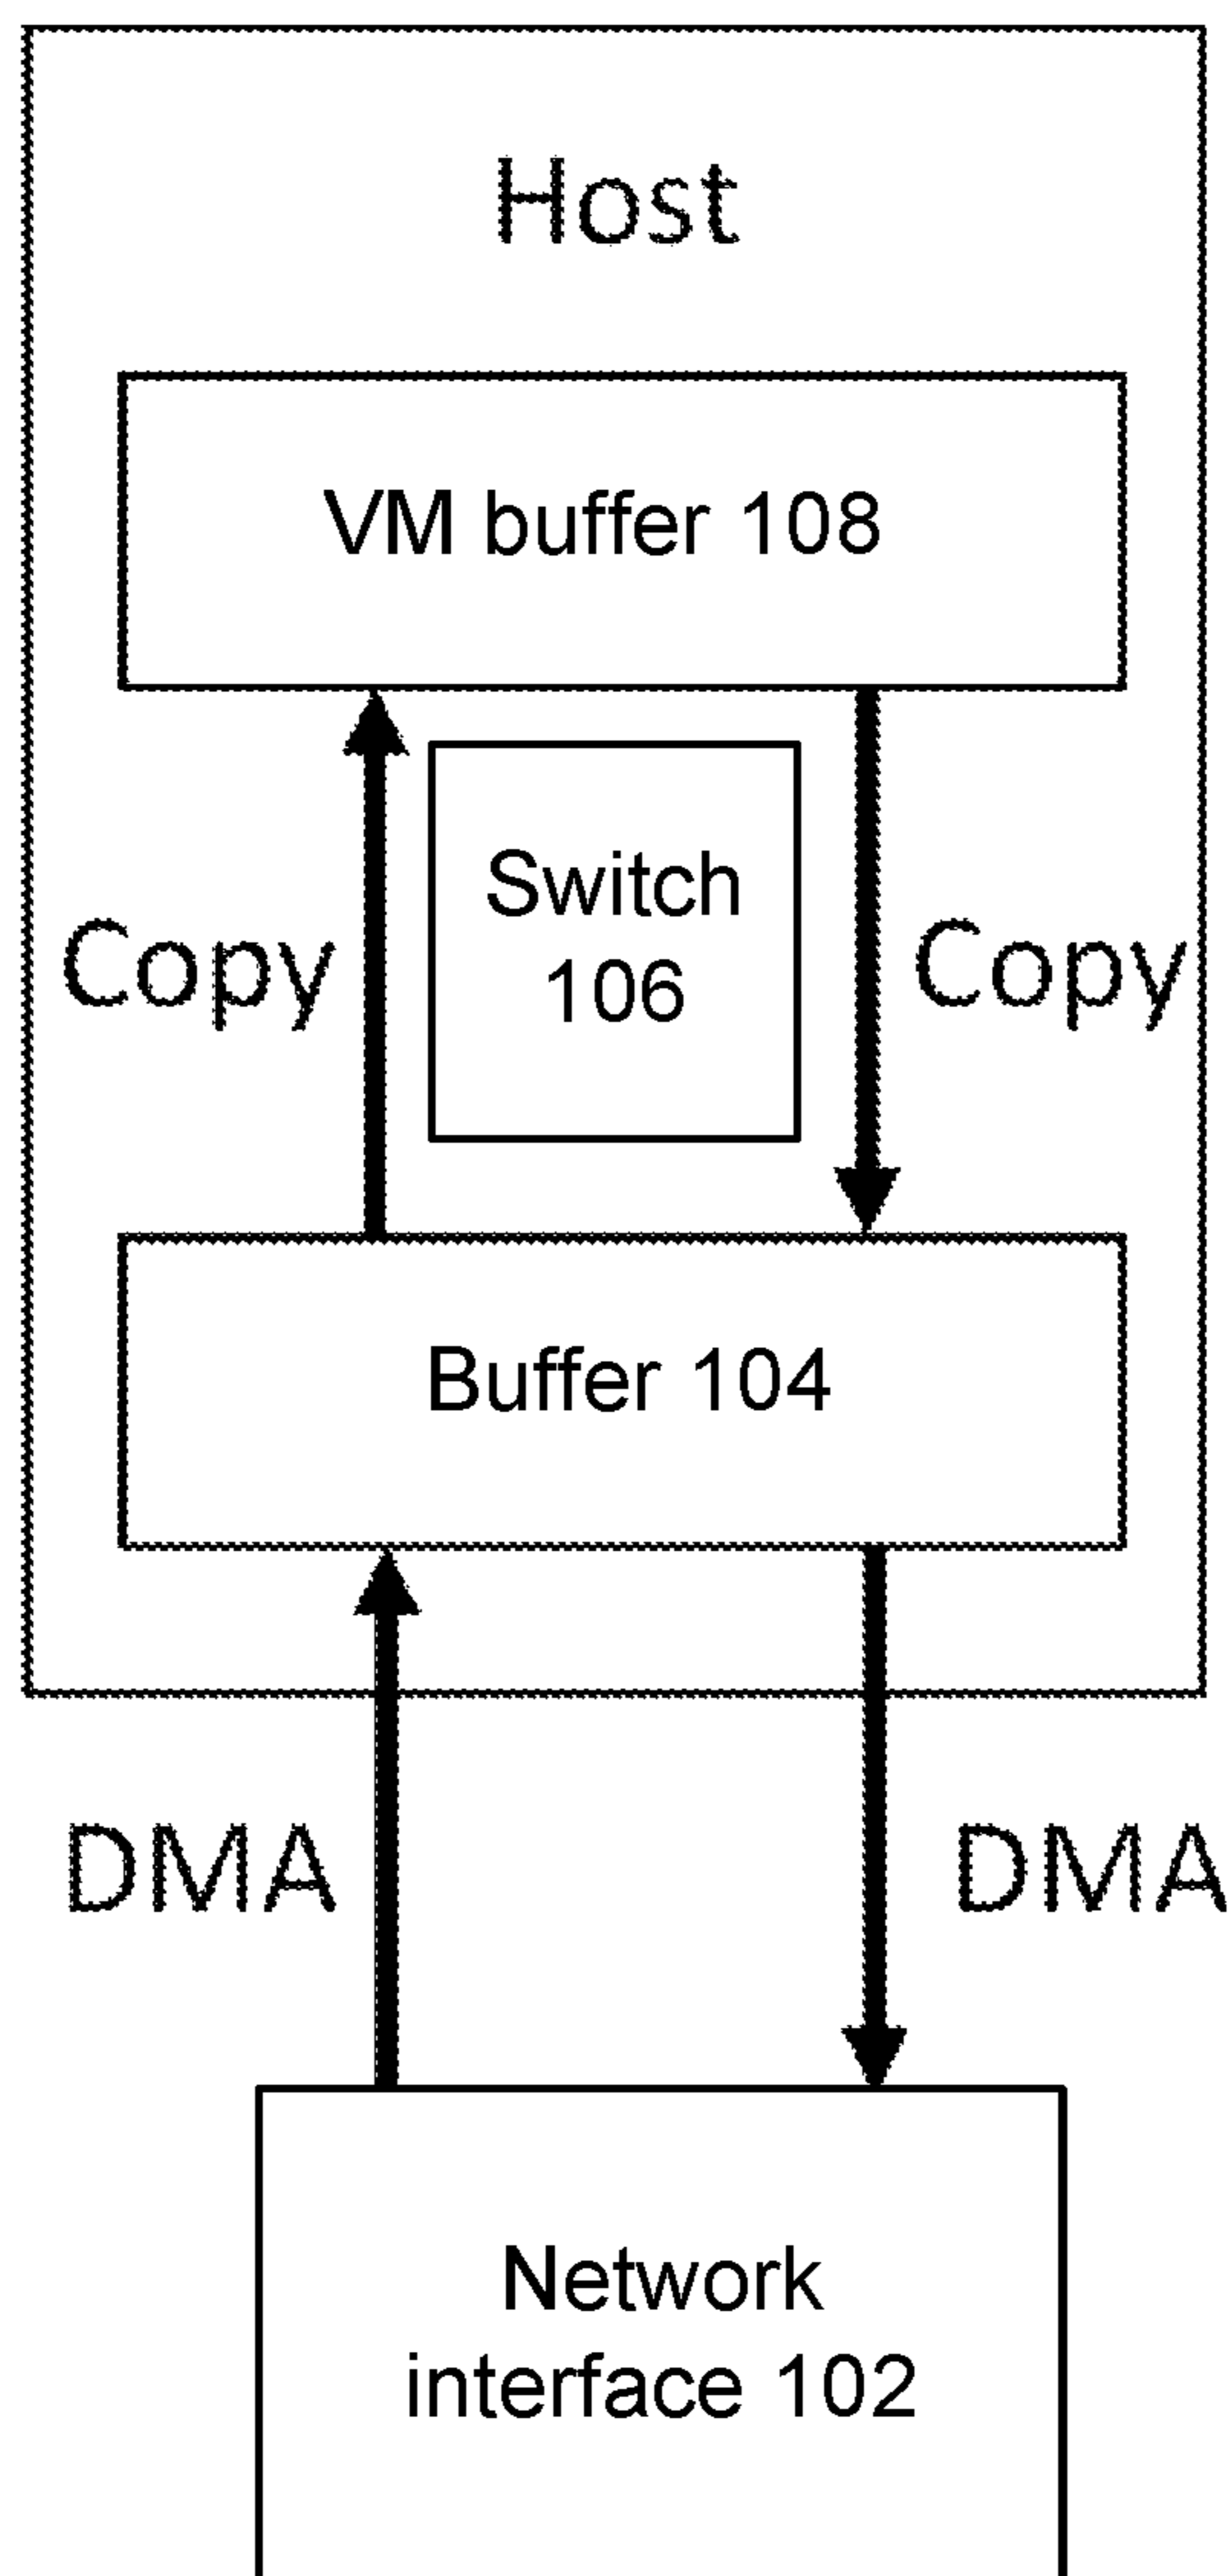 Host
VM buffer 108
Switch
106
Copy
Copy
Buffer 104
DMA
DMA
Network
interface 102